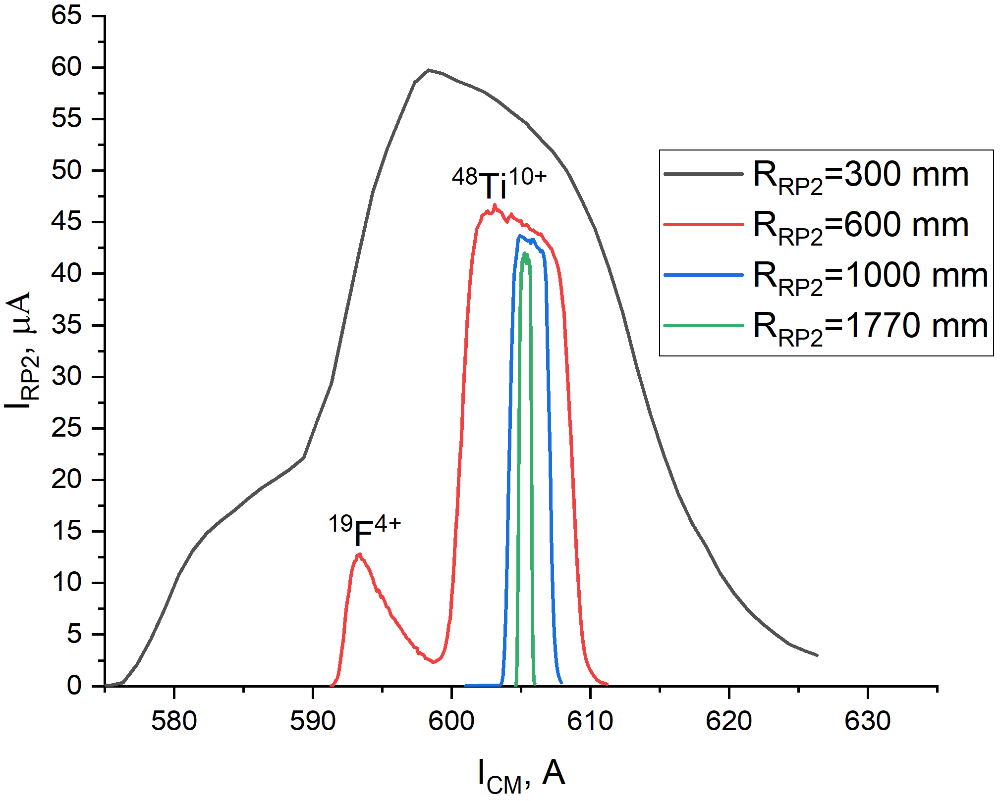 65
60
55
50
45
40
35
30
25
20
15
10
5
0
I_RP2, μA
⁴⁸Ti¹⁰⁺
¹⁹F⁴⁺
R_RP2=300 mm
R_RP2=600 mm
R_RP2=1000 mm
R_RP2=1770 mm
580 590 600 610 620 630
I_CM, A